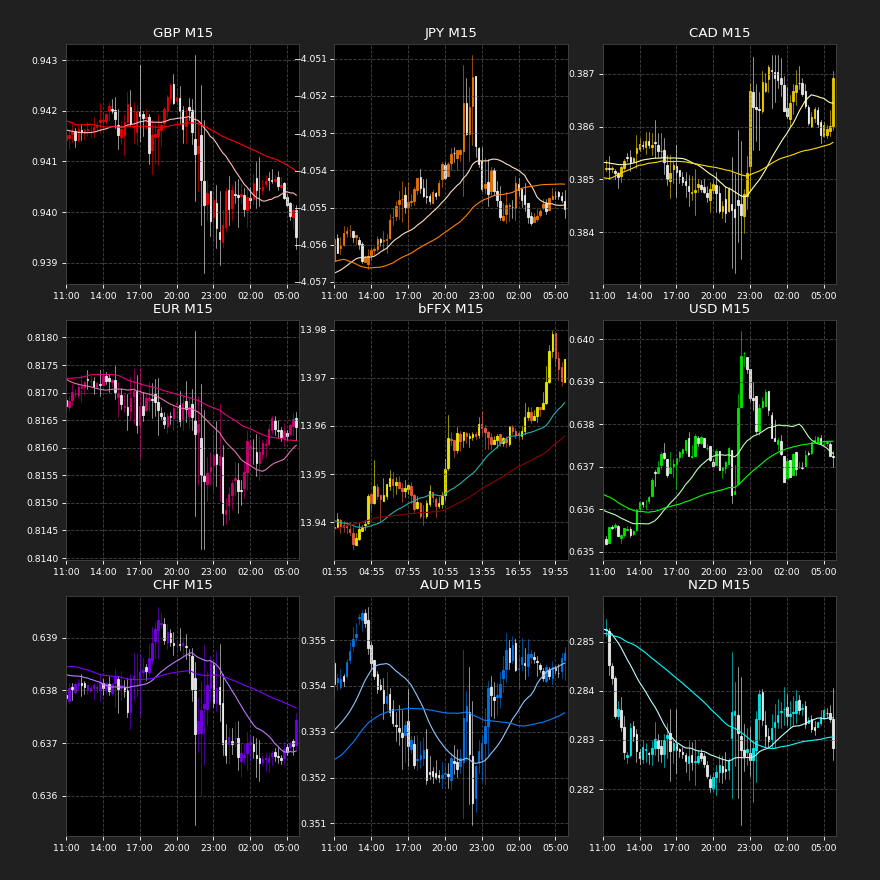 GBP M15 JPY M15 CAD M15
0.943 0.942 0.941 0.940 0.939
−4.051 −4.052 −4.053 −4.054 −4.055 −4.056 −4.057
0.387 0.386 0.385 0.384
11:00 14:00 17:00 20:00 23:00 02:00 05:00 11:00 14:00 17:00 20:00 23:00 02:00 05:00 11:00 14:00 17:00 20:00 23:00 02:00 05:00
EUR M15 bFFX M15 USD M15
0.8180 0.8175 0.8170 0.8165 0.8160 0.8155 0.8150 0.8145 0.8140
13.98 13.97 13.96 13.95 13.94
0.640 0.639 0.638 0.637 0.636 0.635
11:00 14:00 17:00 20:00 23:00 02:00 05:00 01:55 04:55 07:55 10:55 13:55 16:55 19:55 11:00 14:00 17:00 20:00 23:00 02:00 05:00
CHF M15 AUD M15 NZD M15
0.639 0.638 0.637 0.636
0.355 0.354 0.353 0.352 0.351
0.285 0.284 0.283 0.282
11:00 14:00 17:00 20:00 23:00 02:00 05:00 11:00 14:00 17:00 20:00 23:00 02:00 05:00 11:00 14:00 17:00 20:00 23:00 02:00 05:00